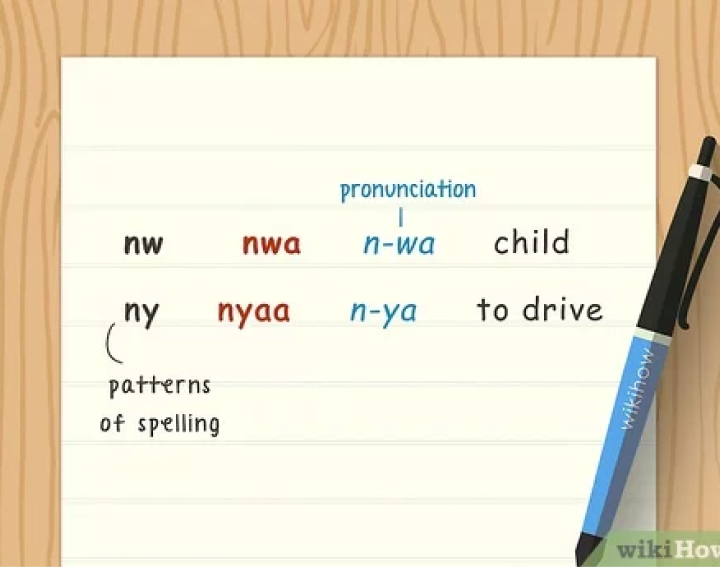 pronunciation
nw nwa n-wa child
ny nyaa n-ya to drive
patterns
of spelling
wikihow
wikiHow